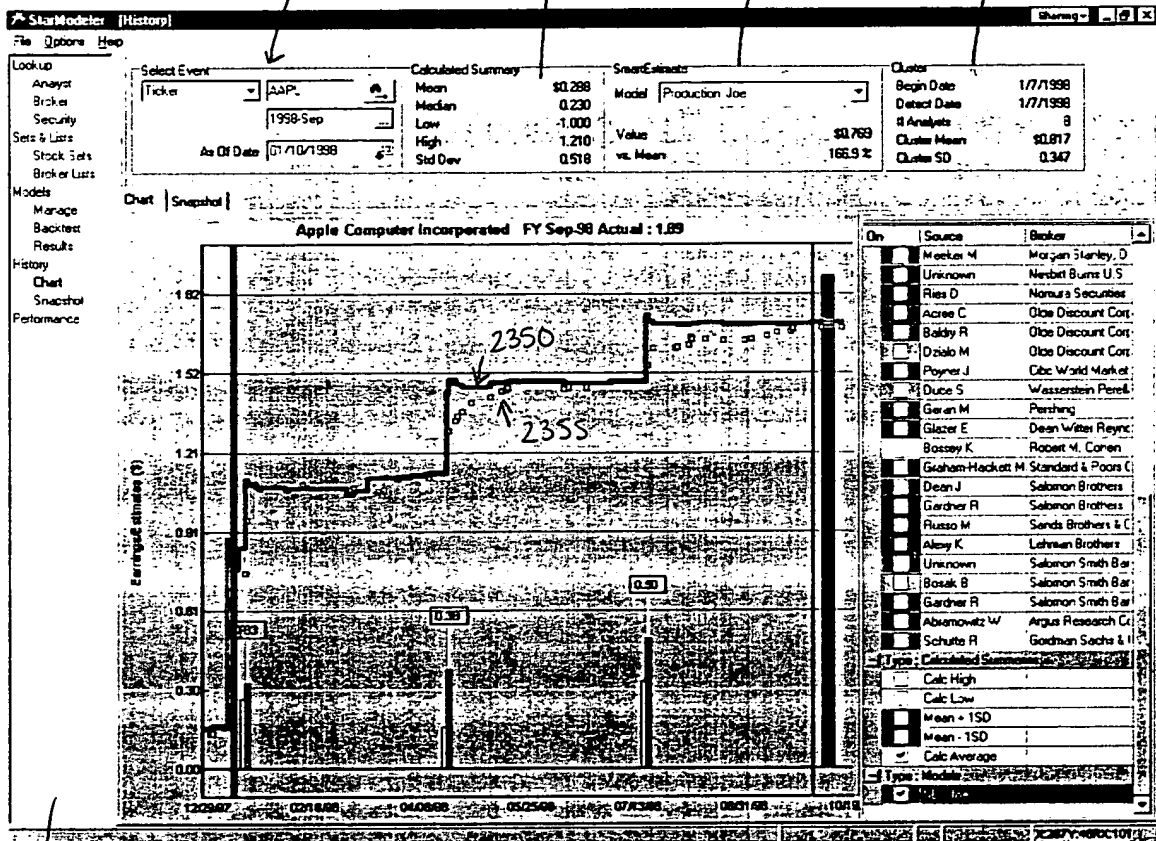 StarModeler [History]
Sharing
File Options Help
Lookup
Analyst
Broker
Security
Sets & Lists
Stock Sets
Broker Lists
Models
Manage
Backtest
Results
History
Chart
Snapshot
Performance
Select Event
Ticker AAPL
1998-Sep
As Of Date 01/10/1998
Calculated Summary
Mean $0.288
Median 0.230
Low -1.000
High 1.210
Std Dev 0.518
SmartEstimate
Model Production Joe
Value $0.769
vs. Mean 166.9 %
Cluster
Begin Date 1/7/1998
Detect Date 1/7/1998
# Analysts 8
Cluster Mean $0.817
Cluster SD 0.347
Chart Snapshot
Apple Computer Incorporated FY Sep-98 Actual : 1.89
Earnings Estimates ($)
1.82
1.52
1.21
0.91
0.61
0.30
0.00
2350
2355
0.38
0.50
12/29/97 02/18/98 04/06/98 05/25/98 07/13/98 08/31/98 10/19
On Source Broker
Meeker M Morgan Stanley, D
Unknown Nesbitt Burns U.S
Ries D Nomura Securities
Acree C Olde Discount Corp
Baldry R Olde Discount Corp
Dzialo M Olde Discount Corp
Poyner J Cibc World Market
Duce S Wasserstein Perell
Geran M Pershing
Glazer E Dean Witter Reync
Bossey K Robert M. Cohen
Graham-Hackett M Standard & Poors C
Dean J Salomon Brothers
Gardner R Salomon Brothers
Russo M Sands Brothers & C
Alexy K Lehman Brothers
Unknown Salomon Smith Bar
Bosak B Salomon Smith Bar
Gardner R Salomon Smith Bar
Abramowitz W Argus Research Co
Schutte R Goldman Sachs &
Type : Calculated Summaries
Calc High
Calc Low
Mean + 1SD
Mean - 1SD
Calc Average
Type : Models